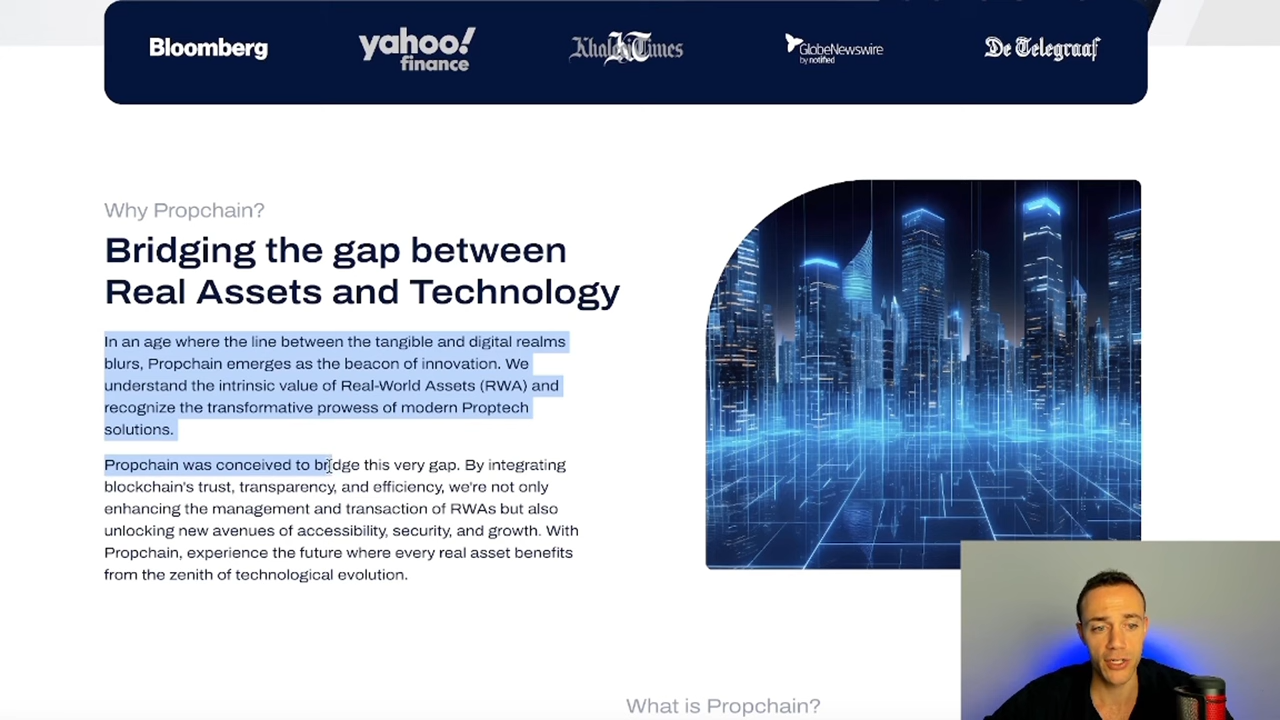 Bloomberg
yahoo!
finance
Khaleej Times
KT
GlobeNewswire
by notified
De Telegraaf
Why Propchain?
Bridging the gap between
Real Assets and Technology
In an age where the line between the tangible and digital realms
blurs, Propchain emerges as the beacon of innovation. We
understand the intrinsic value of Real-World Assets (RWA) and
recognize the transformative prowess of modern Proptech
solutions.
Propchain was conceived to bridge this very gap. By integrating
blockchain's trust, transparency, and efficiency, we're not only
enhancing the management and transaction of RWAs but also
unlocking new avenues of accessibility, security, and growth. With
Propchain, experience the future where every real asset benefits
from the zenith of technological evolution.
What is Propchain?